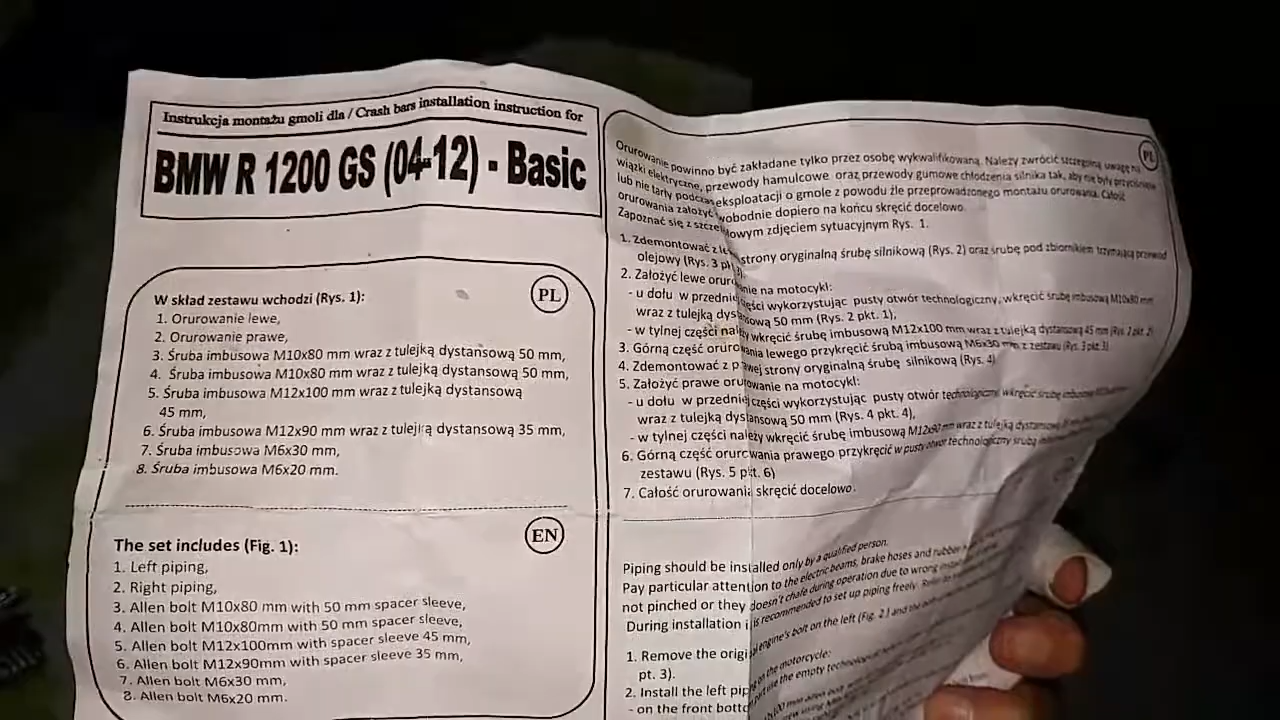 Instrukcja montażu gmoli dla / Crash bars installation instruction for
BMW R 1200 GS (04-12) - Basic
W skład zestawu wchodzi (Rys. 1):
PL
1. Orurowanie lewe,
2. Orurowanie prawe,
3. Śruba imbusowa M10x80 mm wraz z tulejką dystansową 50 mm,
4. Śruba imbusowa M10x80 mm wraz z tulejką dystansową 50 mm,
5. Śruba imbusowa M12x100 mm wraz z tulejką dystansową
45 mm,
6. Śruba imbusowa M12x90 mm wraz z tulejką dystansową 35 mm,
7. Śruba imbusowa M6x30 mm,
8. Śruba imbusowa M6x20 mm.
EN
The set includes (Fig. 1):
1. Left piping,
2. Right piping,
3. Allen bolt M10x80 mm with 50 mm spacer sleeve,
4. Allen bolt M10x80mm with 50 mm spacer sleeve,
5. Allen bolt M12x100mm with spacer sleeve 45 mm,
6. Allen bolt M12x90mm with spacer sleeve 35 mm,
7. Allen bolt M6x30 mm,
8. Allen bolt M6x20 mm.
PL
Orurowanie powinno być zakładane tylko przez osobę wykwalifikowaną. Należy zwrócić szczególną uwagę na
wiązki elektryczne, przewody hamulcowe oraz przewody gumowe chłodzenia silnika tak, aby nie były przyciśnięte
lub nie tarły podczas eksploatacji o gmole z powodu źle przeprowadzonego montażu orurowania. Całość
orurowania założyć swobodnie dopiero na końcu skręcić docelowo.
Zapoznać się z zdjęciem sytuacyjnym Rys. 1.
1. Zdemontować z strony oryginalną śrubę silnikową (Rys. 2) oraz śrubę pod zbiornikiem trzymającą przewód
olejowy (Rys. 3
2. Założyć lewe na motocykl:
- u dołu w części wykorzystując pusty otwór technologiczny, wkręcić śrubę imbusową M10x80 mm
wraz z tulejką dystansową 50 mm (Rys. 2 pkt. 1),
- w tylnej części należy wkręcić śrubę imbusową M12x100 mm wraz z tulejką dystansową 45 mm (Rys. 2 pkt. 2)
3. Górną część lewego przykręcić śrubą imbusową M6x30 mm z zestawu (Rys. 3 pkt. 3)
4. Zdemontować z prawej strony oryginalną śrubę silnikową (Rys. 4)
5. Założyć prawe orurowanie na motocykl:
- u dołu w przedniej części wykorzystując pusty otwór technologiczny wkręcić śrubę imbusową
wraz z tulejką dystansową 50 mm (Rys. 4 pkt. 4),
- w tylnej części należy wkręcić śrubę imbusową M12x90 mm wraz z tulejką dystansową
6. Górną część orurowania prawego przykręcić w pusty otwór technologiczny śrubą
zestawu (Rys. 5 pkt. 6)
7. Całość orurowania skręcić docelowo.
Piping should be installed only by a qualified person.
Pay particular attention to the electric beams, brake hoses and rubber
not pinched or they doesn't chafe during operation due to wrong
During installation is recommended to set up piping freely.
1. Remove the engine's bolt on the left (Fig. 2) and the
pt. 3).
2. Install the left on the motorcycle:
- on the front use the empty